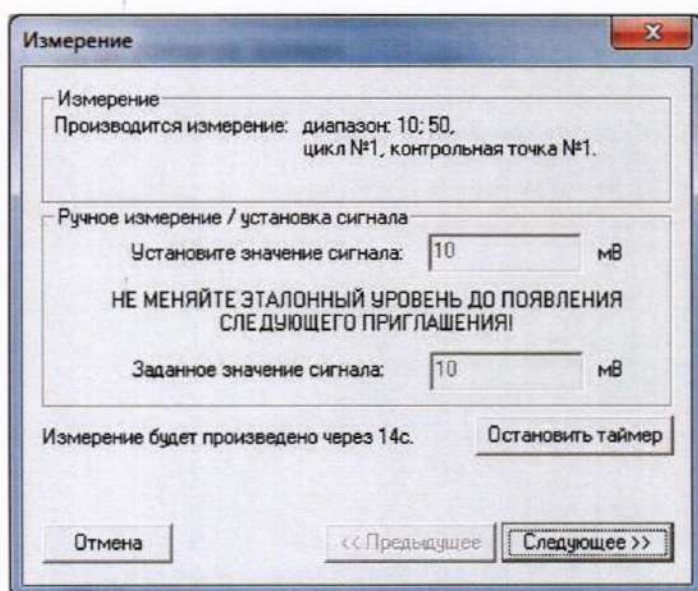 Измерение
Измерение
Производится измерение: диапазон: 10; 50,
цикл №1, контрольная точка №1.
Ручное измерение / установка сигнала
Установите значение сигнала: 10 мВ
НЕ МЕНЯЙТЕ ЭТАЛОННЫЙ УРОВЕНЬ ДО ПОЯВЛЕНИЯ
СЛЕДУЮЩЕГО ПРИГЛАШЕНИЯ!
Заданное значение сигнала: 10 мВ
Измерение будет произведено через 14с. Остановить таймер
Отмена << Предыдущее Следующее >>